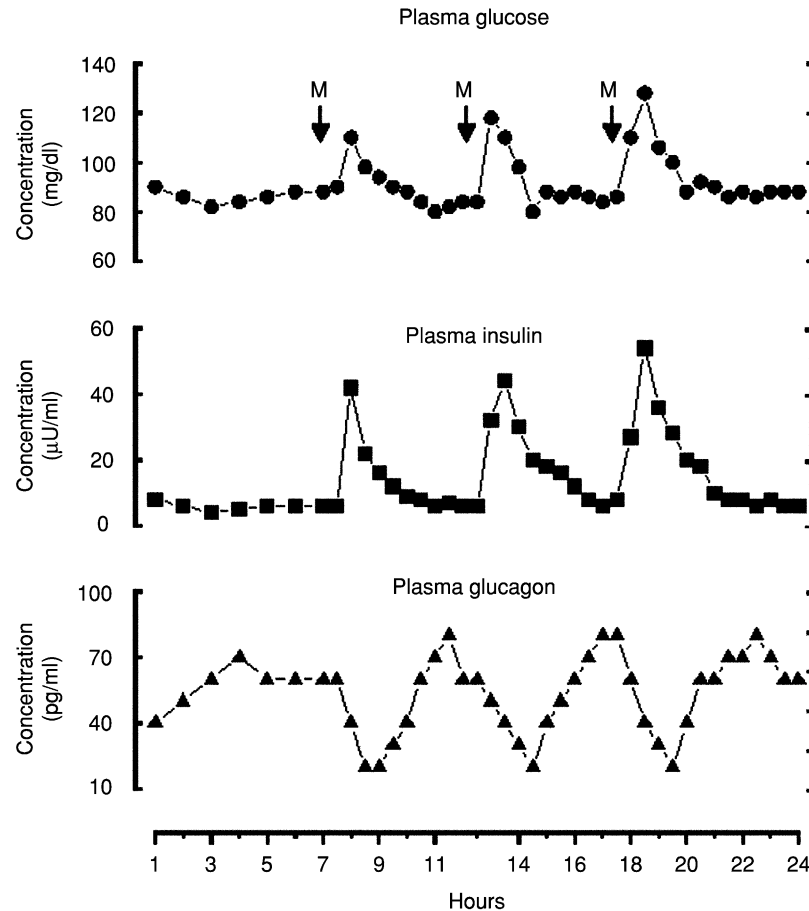 Plasma glucose
140
120
100
80
60
Concentration
(mg/dl)
M M M
Plasma insulin
60
40
20
0
Concentration
(μU/ml)
Plasma glucagon
100
70
40
10
Concentration
(pg/ml)
1 3 5 7 9 11 14 16 18 20 22 24
Hours